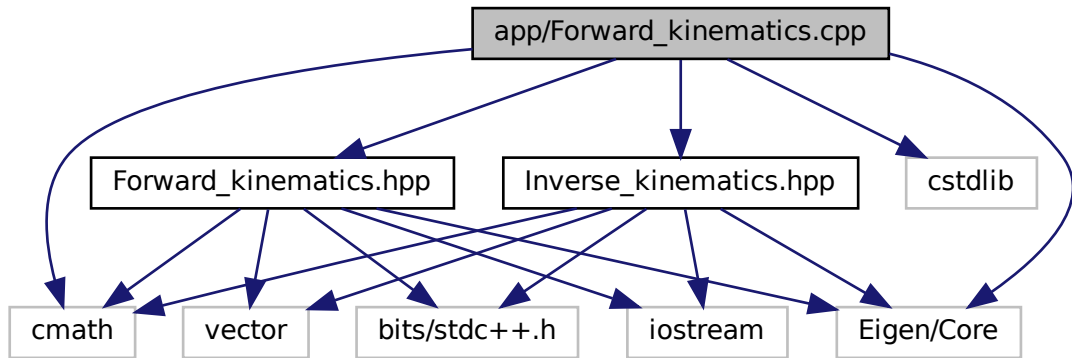 app/Forward_kinematics.cpp
Forward_kinematics.hpp
Inverse_kinematics.hpp
cstdlib
cmath
vector
bits/stdc++.h
iostream
Eigen/Core